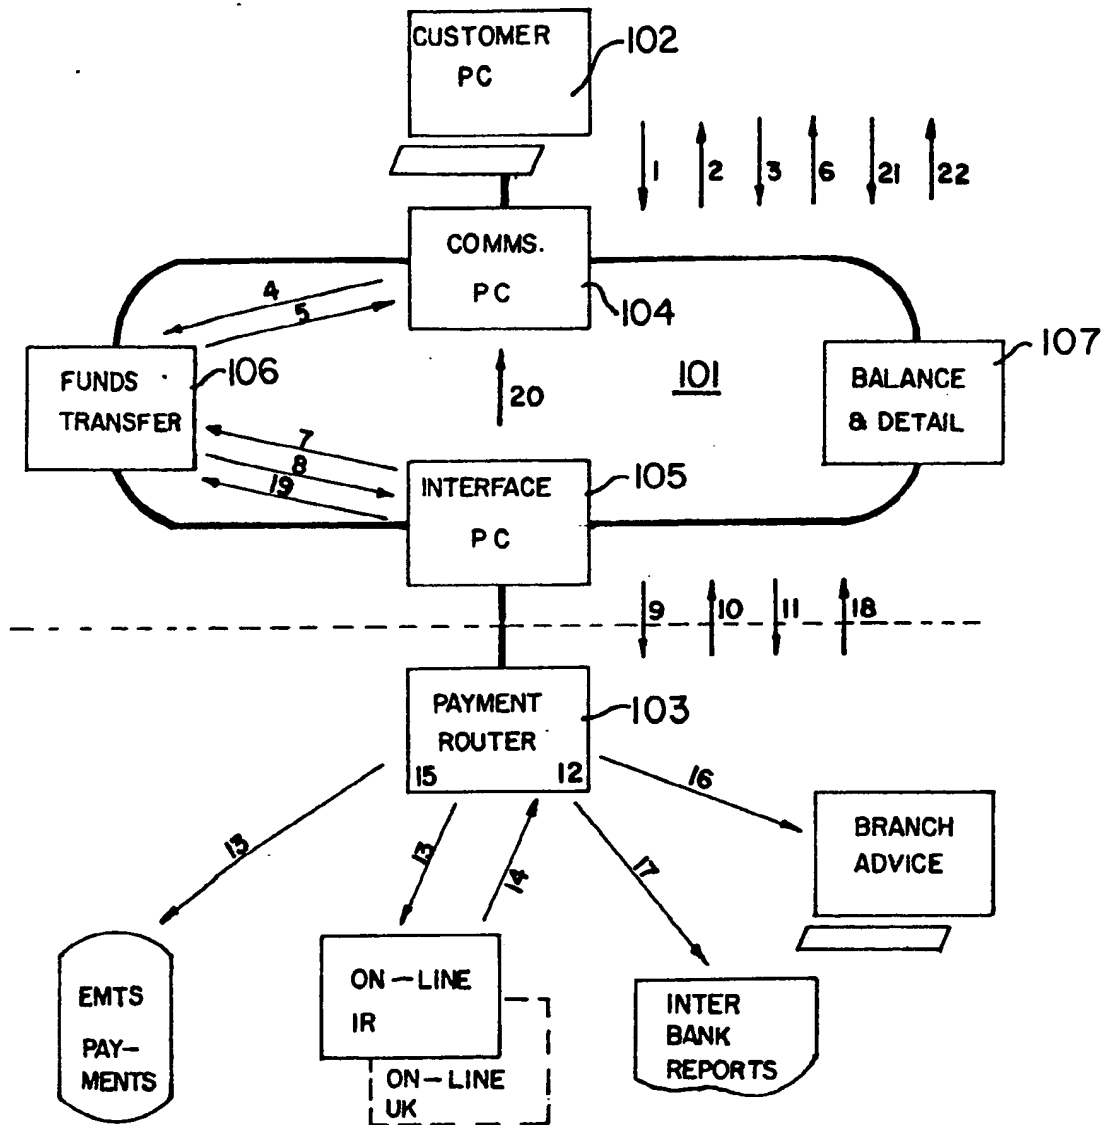 CUSTOMER
PC
102
1
2
3
6
21
22
COMMS.
PC
104
4
5
FUNDS
TRANSFER
106
101
BALANCE
& DETAIL
107
20
7
8
19
INTERFACE
PC
105
9
10
11
18
PAYMENT
ROUTER
15
12
103
13
13
14
17
16
BRANCH
ADVICE
EMTS
PAY-
MENTS
ON-LINE
IR
ON-LINE
UK
INTER
BANK
REPORTS